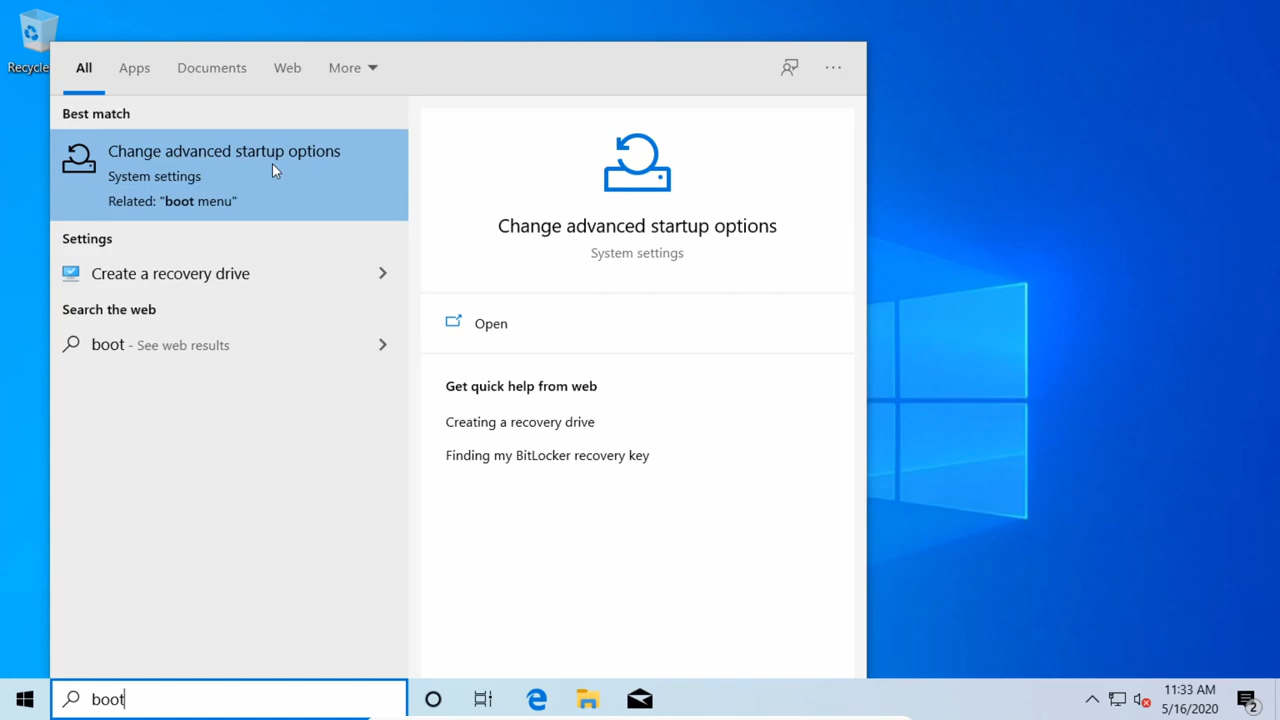 Recycle
All
Apps
Documents
Web
More
Best match
Change advanced startup options
System settings
Related: "boot menu"
Settings
Create a recovery drive
Search the web
boot - See web results
Change advanced startup options
System settings
Open
Get quick help from web
Creating a recovery drive
Finding my BitLocker recovery key
boot
11:33 AM
5/16/2020
2